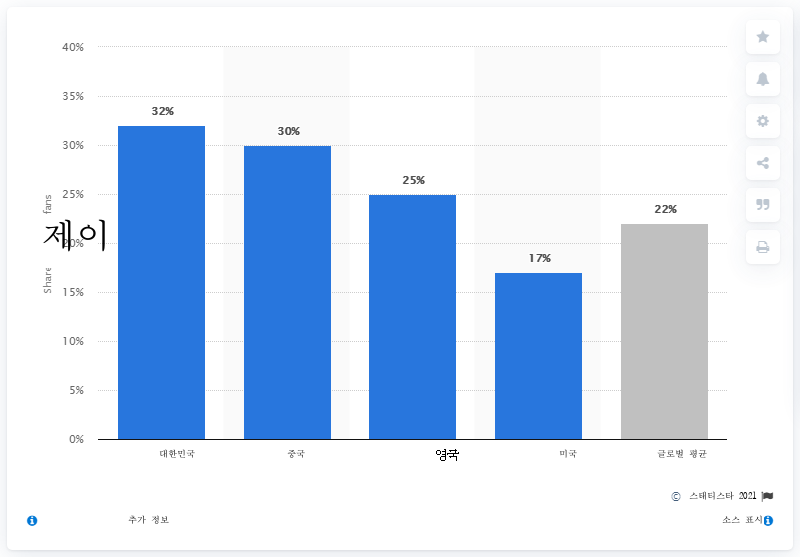 40%
35%
32%
30%
30%
25%
25%
22%
fans
제이
20%
Share
17%
15%
10%
5%
0%
대한민국 중국 영국 미국 글로벌 평균
© 스태티스타 2021
추가 정보 소스 표시